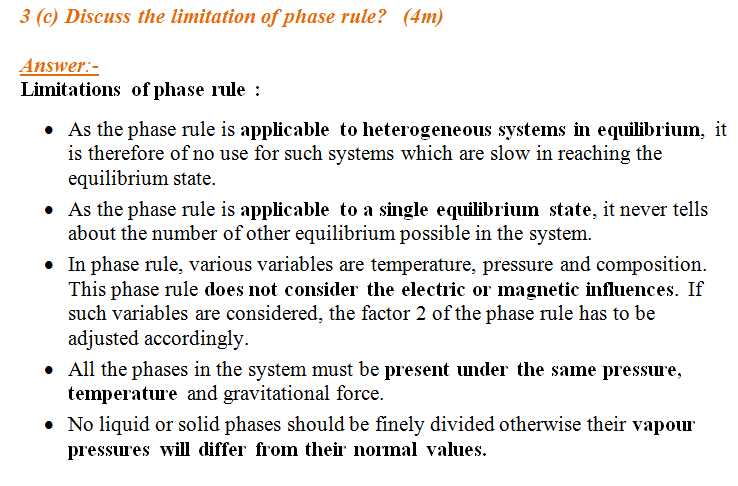 3 (c) Discuss the limitation of phase rule? (4m)
Answer:-
Limitations of phase rule :
• As the phase rule is applicable to heterogeneous systems in equilibrium, it
is therefore of no use for such systems which are slow in reaching the
equilibrium state.
• As the phase rule is applicable to a single equilibrium state, it never tells
about the number of other equilibrium possible in the system.
• In phase rule, various variables are temperature, pressure and composition.
This phase rule does not consider the electric or magnetic influences. If
such variables are considered, the factor 2 of the phase rule has to be
adjusted accordingly.
• All the phases in the system must be present under the same pressure,
temperature and gravitational force.
• No liquid or solid phases should be finely divided otherwise their vapour
pressures will differ from their normal values.